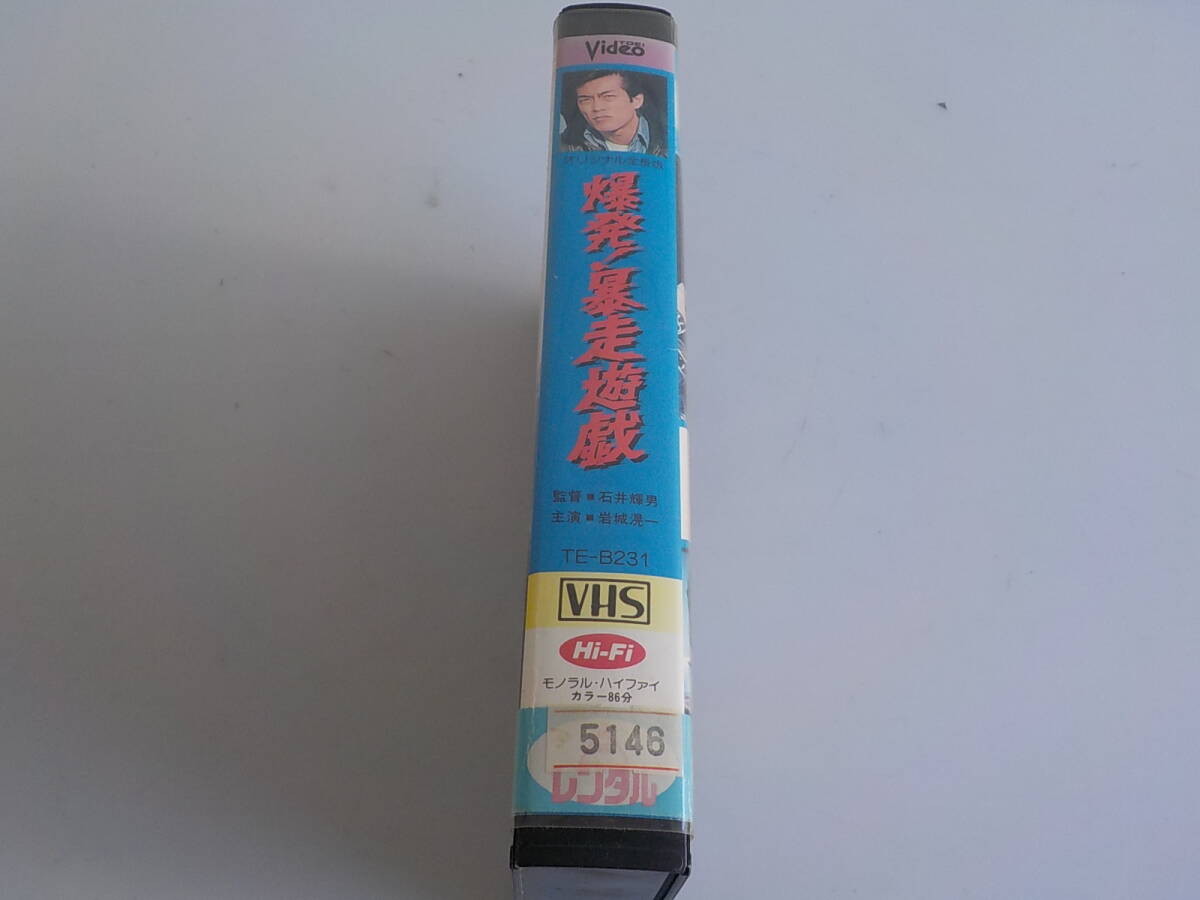 TOEI
Video
オリジナル全長版
爆発!暴走遊戯
監督■石井輝男
主演■岩城滉一
TE-B231
VHS
Hi-Fi
モノラル・ハイファイ
カラー86分
5146
レンタル